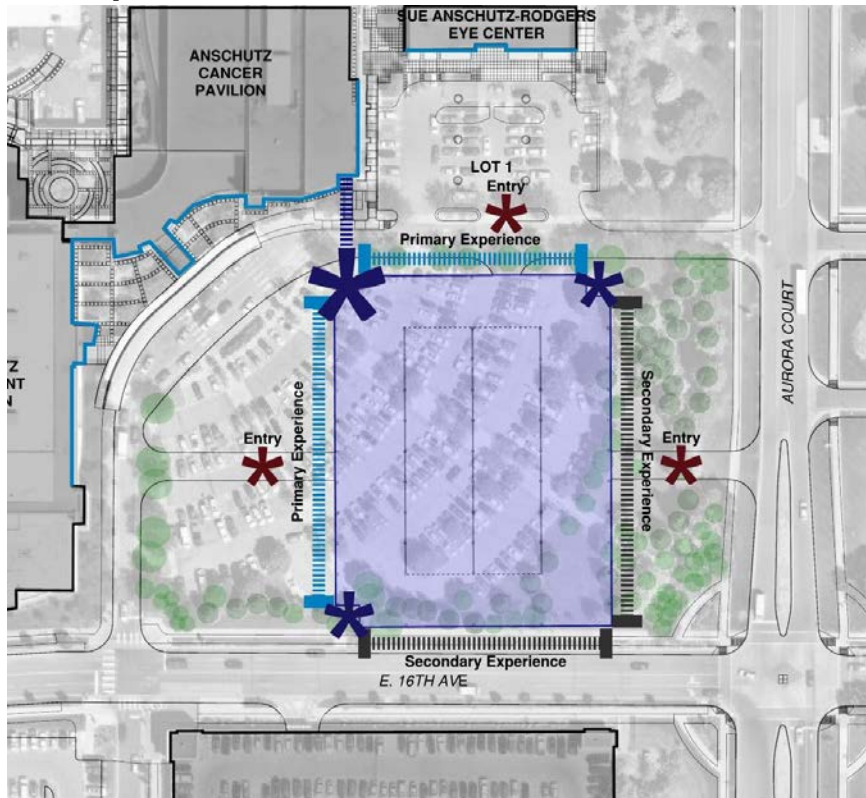 SUE ANSCHUTZ-RODGERS
EYE CENTER
ANSCHUTZ
CANCER
PAVILION
LOT 1
Entry
Primary Experience
AURORA COURT
Entry
Primary Experience
Secondary Experience
Entry
Secondary Experience
E. 16TH AVE